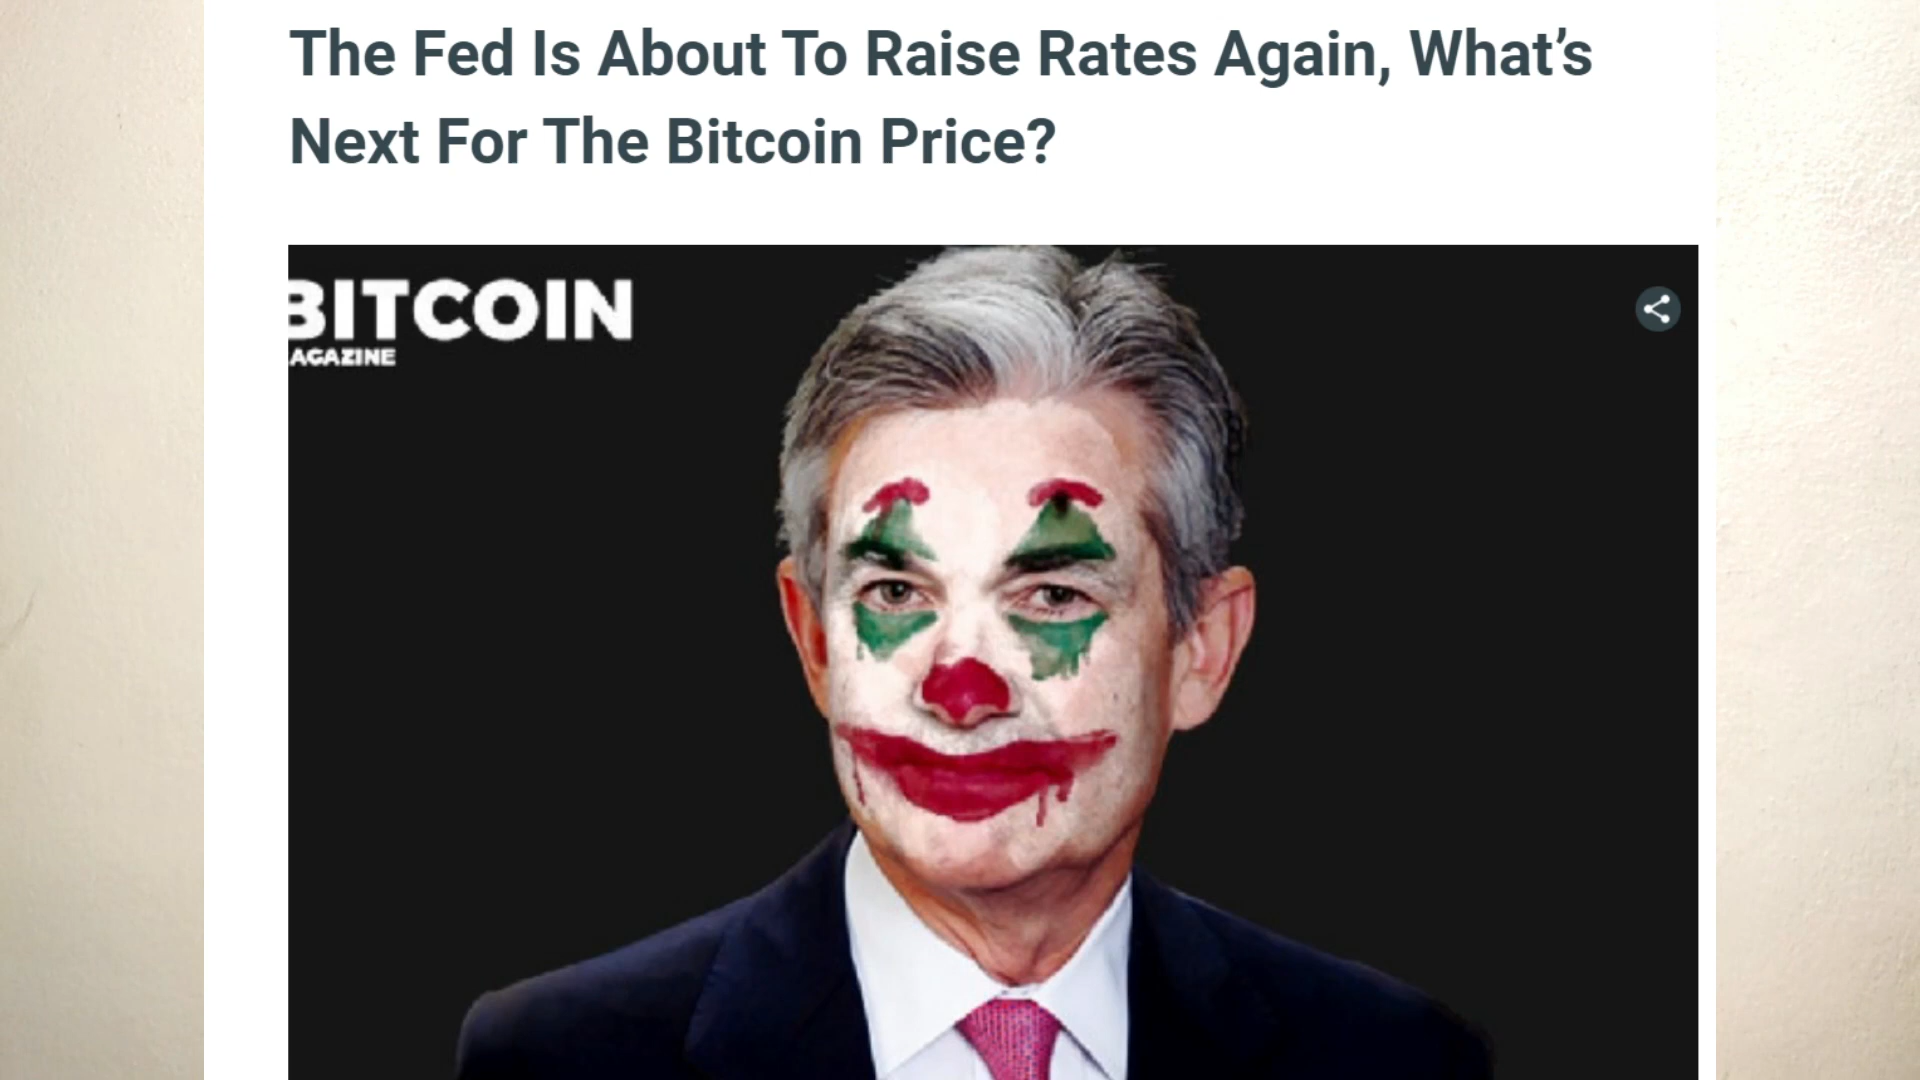 The Fed Is About To Raise Rates Again, What’s
Next For The Bitcoin Price?
BITCOIN
AGAZINE